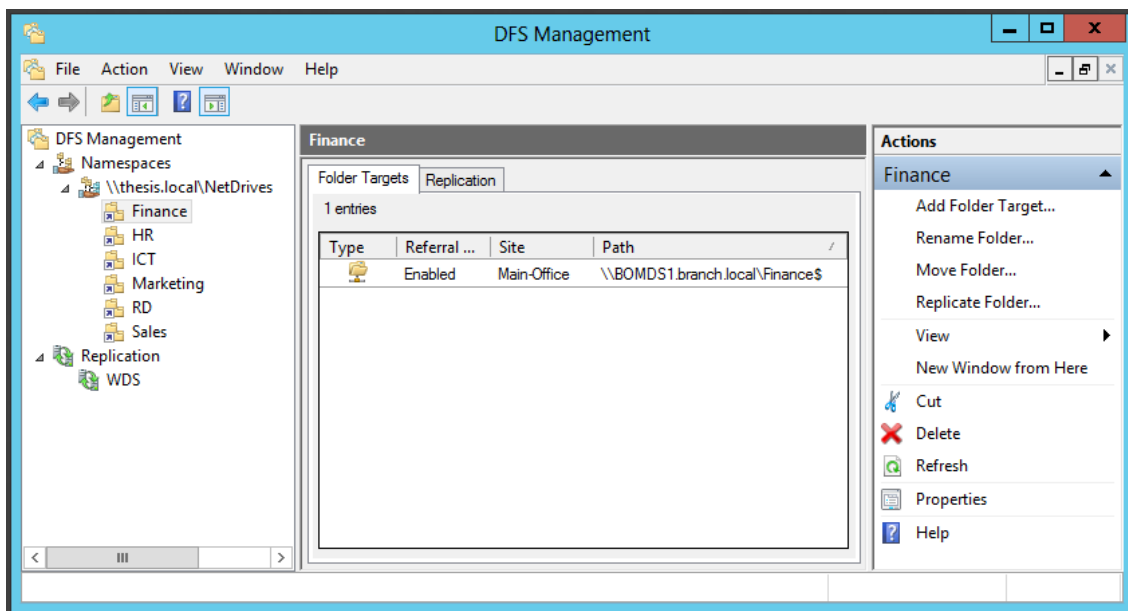 DFS Management
File Action View Window Help
DFS Management
Namespaces
\\thesis.local\NetDrives
Finance
HR
ICT
Marketing
RD
Sales
Replication
WDS
Finance
Folder Targets Replication
1 entries
Type Referral ... Site Path
Enabled Main-Office \\BOMDS1.branch.local\Finance$
Actions
Finance
Add Folder Target...
Rename Folder...
Move Folder...
Replicate Folder...
View
New Window from Here
Cut
Delete
Refresh
Properties
Help